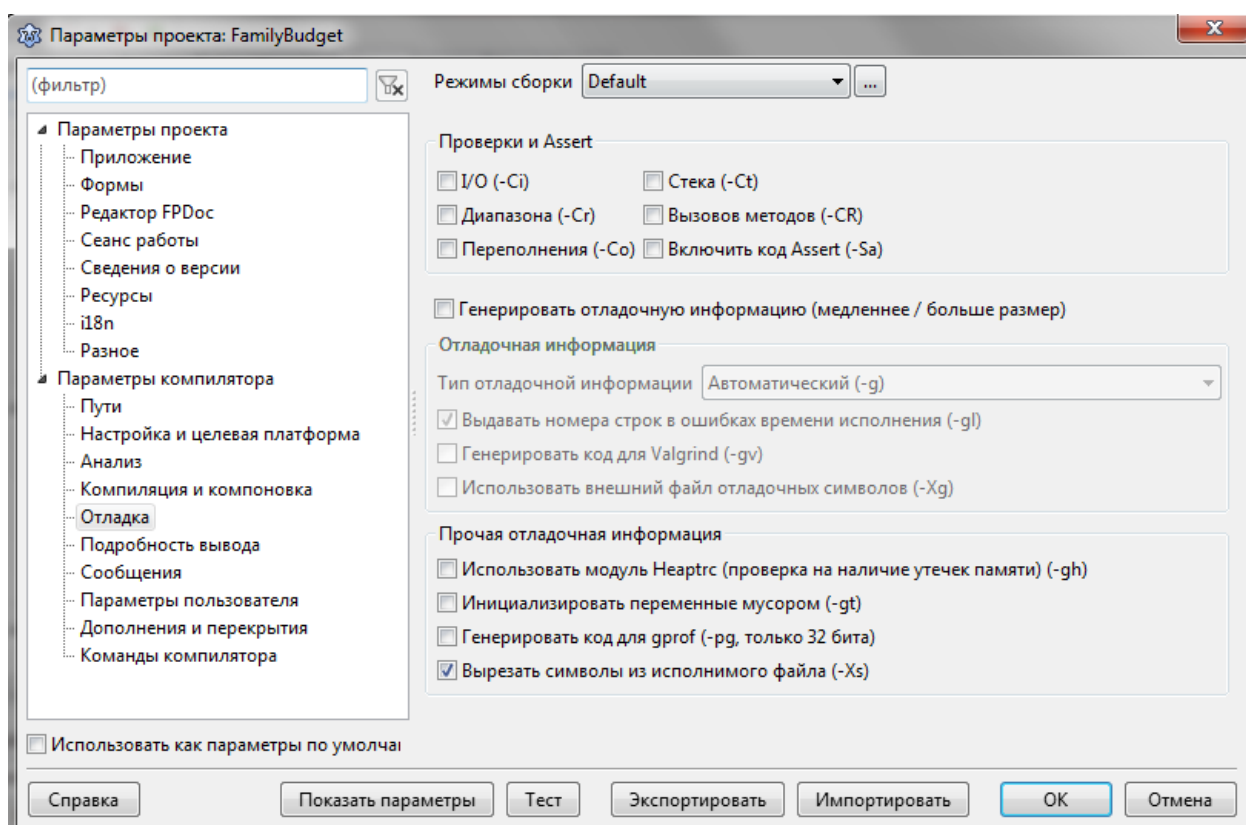 Параметры проекта: FamilyBudget
(фильтр)
Режимы сборки Default ...
Параметры проекта
Приложение
Формы
Редактор FPDoc
Сеанс работы
Сведения о версии
Ресурсы
i18n
Разное
Параметры компилятора
Пути
Настройка и целевая платформа
Анализ
Компиляция и компоновка
Отладка
Подробность вывода
Сообщения
Параметры пользователя
Дополнения и перекрытия
Команды компилятора
Проверки и Assert
I/O (-Ci) Стека (-Ct)
Диапазона (-Cr) Вызовов методов (-CR)
Переполнения (-Co) Включить код Assert (-Sa)
Генерировать отладочную информацию (медленнее / больше размер)
Отладочная информация
Тип отладочной информации Автоматический (-g)
Выдавать номера строк в ошибках времени исполнения (-gl)
Генерировать код для Valgrind (-gv)
Использовать внешний файл отладочных символов (-Xg)
Прочая отладочная информация
Использовать модуль Heaptrc (проверка на наличие утечек памяти) (-gh)
Инициализировать переменные мусором (-gt)
Генерировать код для gprof (-pg, только 32 бита)
Вырезать символы из исполнимого файла (-Xs)
Использовать как параметры по умолчан
Справка Показать параметры Тест Экспортировать Импортировать ОК Отмена